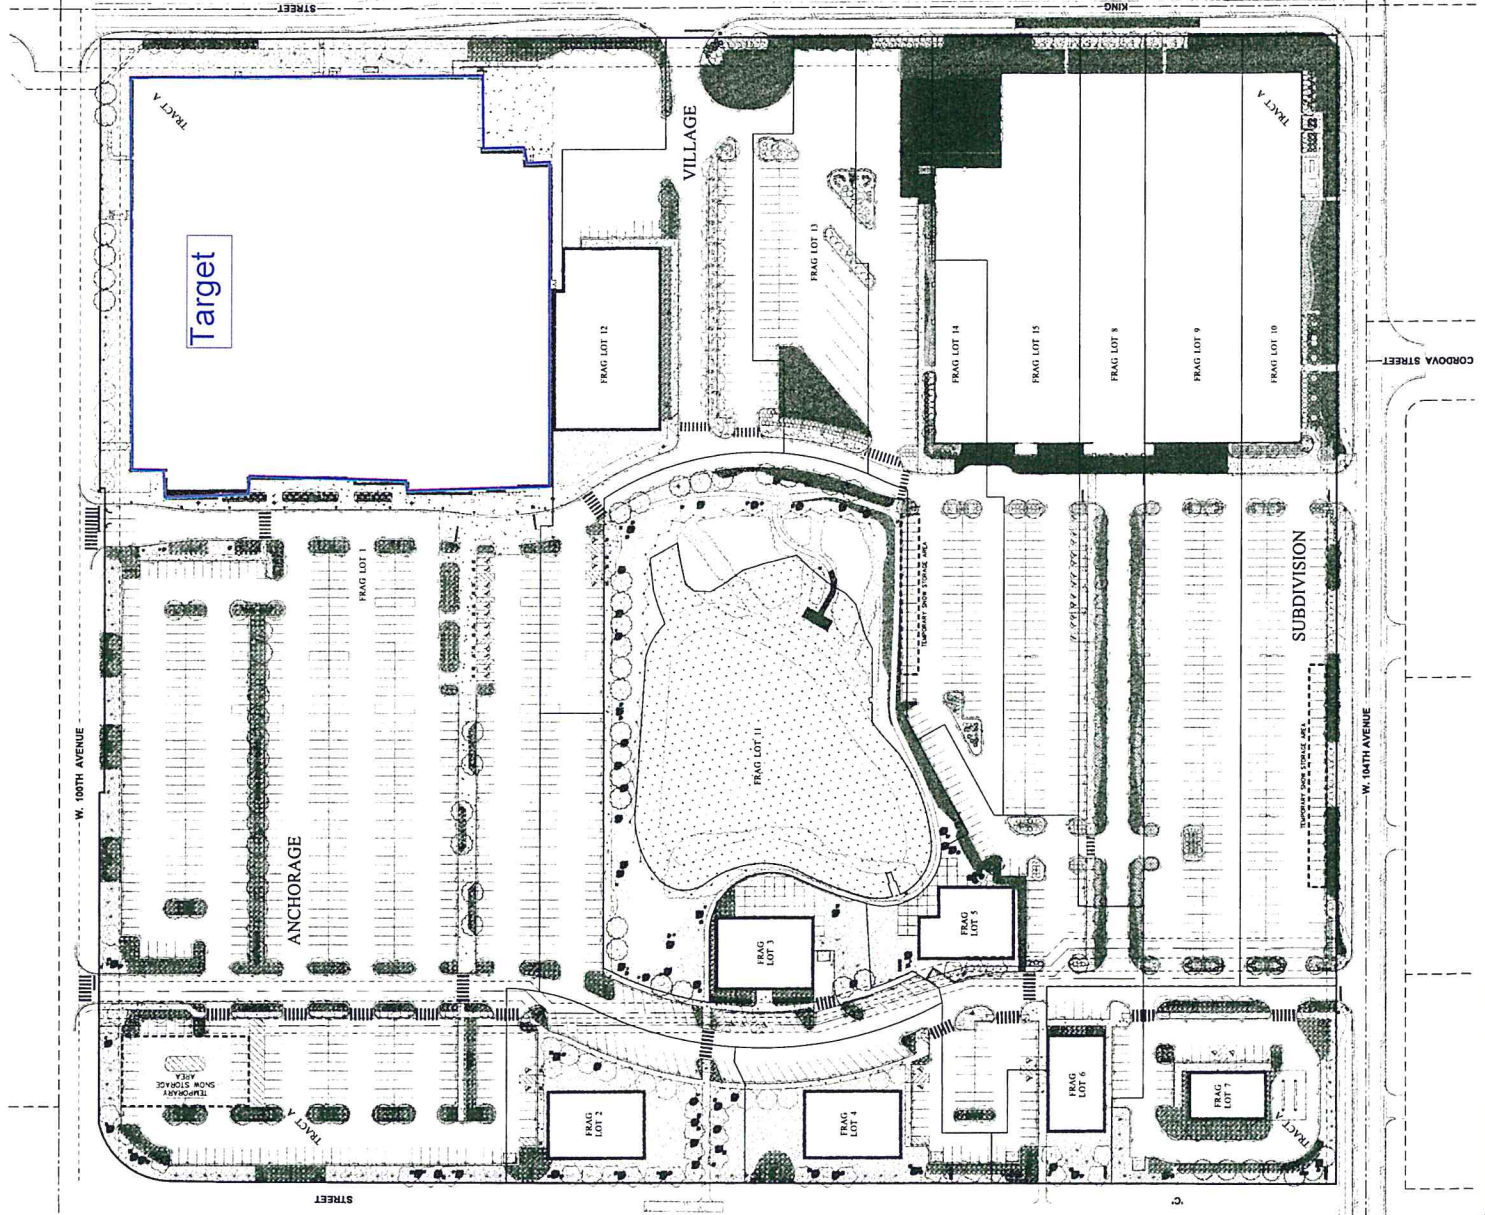 STREET
KING
TRACT A
TRACT A
VILLAGE
Target
FRAG LOT 13
FRAG LOT 12
FRAG LOT 14
FRAG LOT 15
FRAG LOT 8
FRAG LOT 9
FRAG LOT 10
CORDOVA STREET
FRAG LOT 1
TEMPORARY SNOW STORAGE AREA
SUBDIVISION
W. 100TH AVENUE
FRAG LOT 11
TEMPORARY SNOW STORAGE AREA
W. 104TH AVENUE
ANCHORAGE
FRAG
LOT 3
FRAG
LOT 5
TEMPORARY
SNOW STORAGE
AREA
TRACT A
FRAG
LOT 2
FRAG
LOT 4
FRAG
LOT 6
FRAG
LOT 7
TRACT A
STREET
'C'